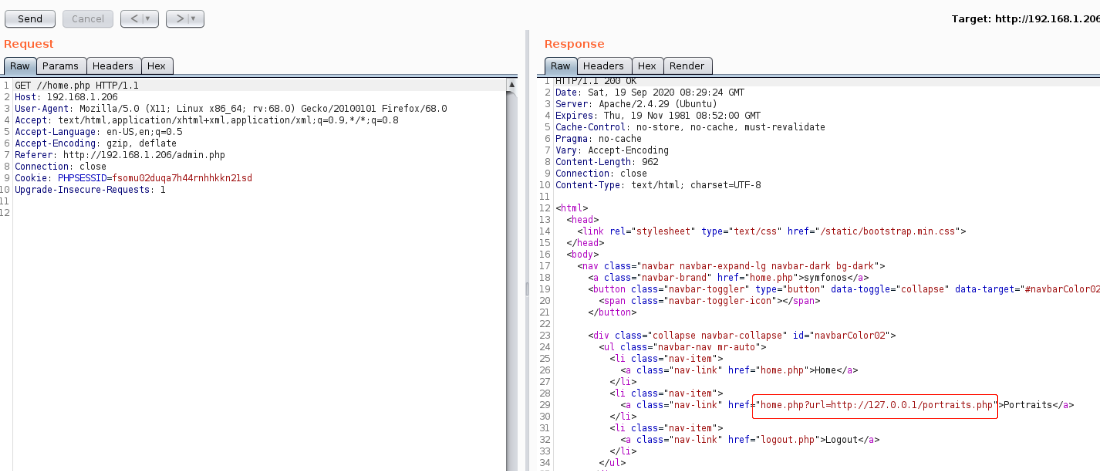 Send Cancel < | ▾ > | ▾ Target: http://192.168.1.206
Request
Raw Params Headers Hex
1 GET //home.php HTTP/1.1
2 Host: 192.168.1.206
3 User-Agent: Mozilla/5.0 (X11; Linux x86_64; rv:68.0) Gecko/20100101 Firefox/68.0
4 Accept: text/html,application/xhtml+xml,application/xml;q=0.9,*/*;q=0.8
5 Accept-Language: en-US,en;q=0.5
6 Accept-Encoding: gzip, deflate
7 Referer: http://192.168.1.206/admin.php
8 Connection: close
9 Cookie: PHPSESSID=fsomu02duqa7h44rnhhkkn21sd
10 Upgrade-Insecure-Requests: 1
11
12
Response
Raw Headers Hex Render
1 HTTP/1.1 200 OK
2 Date: Sat, 19 Sep 2020 08:29:24 GMT
3 Server: Apache/2.4.29 (Ubuntu)
4 Expires: Thu, 19 Nov 1981 08:52:00 GMT
5 Cache-Control: no-store, no-cache, must-revalidate
6 Pragma: no-cache
7 Vary: Accept-Encoding
8 Content-Length: 962
9 Connection: close
10 Content-Type: text/html; charset=UTF-8
11
12 <html>
13 <head>
14 <link rel="stylesheet" type="text/css" href="/static/bootstrap.min.css">
15 </head>
16 <body>
17 <nav class="navbar navbar-expand-lg navbar-dark bg-dark">
18 <a class="navbar-brand" href="home.php">symfonos</a>
19 <button class="navbar-toggler" type="button" data-toggle="collapse" data-target="#navbarColor02
20 <span class="navbar-toggler-icon"></span>
21 </button>
22
23 <div class="collapse navbar-collapse" id="navbarColor02">
24 <ul class="navbar-nav mr-auto">
25 <li class="nav-item">
26 <a class="nav-link" href="home.php">Home</a>
27 </li>
28 <li class="nav-item">
29 <a class="nav-link" href="home.php?url=http://127.0.0.1/portraits.php">Portraits</a>
30 </li>
31 <li class="nav-item">
32 <a class="nav-link" href="logout.php">Logout</a>
33 </li>
34 </ul>